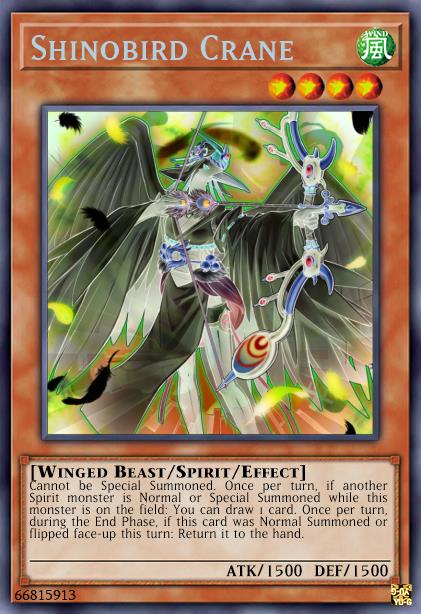 Shinobird Crane
WIND
風
[Winged Beast/Spirit/Effect]
Cannot be Special Summoned. Once per turn, if another
Spirit monster is Normal or Special Summoned while this
monster is on the field: You can draw 1 card. Once per turn,
during the End Phase, if this card was Normal Summoned or
flipped face-up this turn: Return it to the hand.
ATK/1500 DEF/1500
66815913